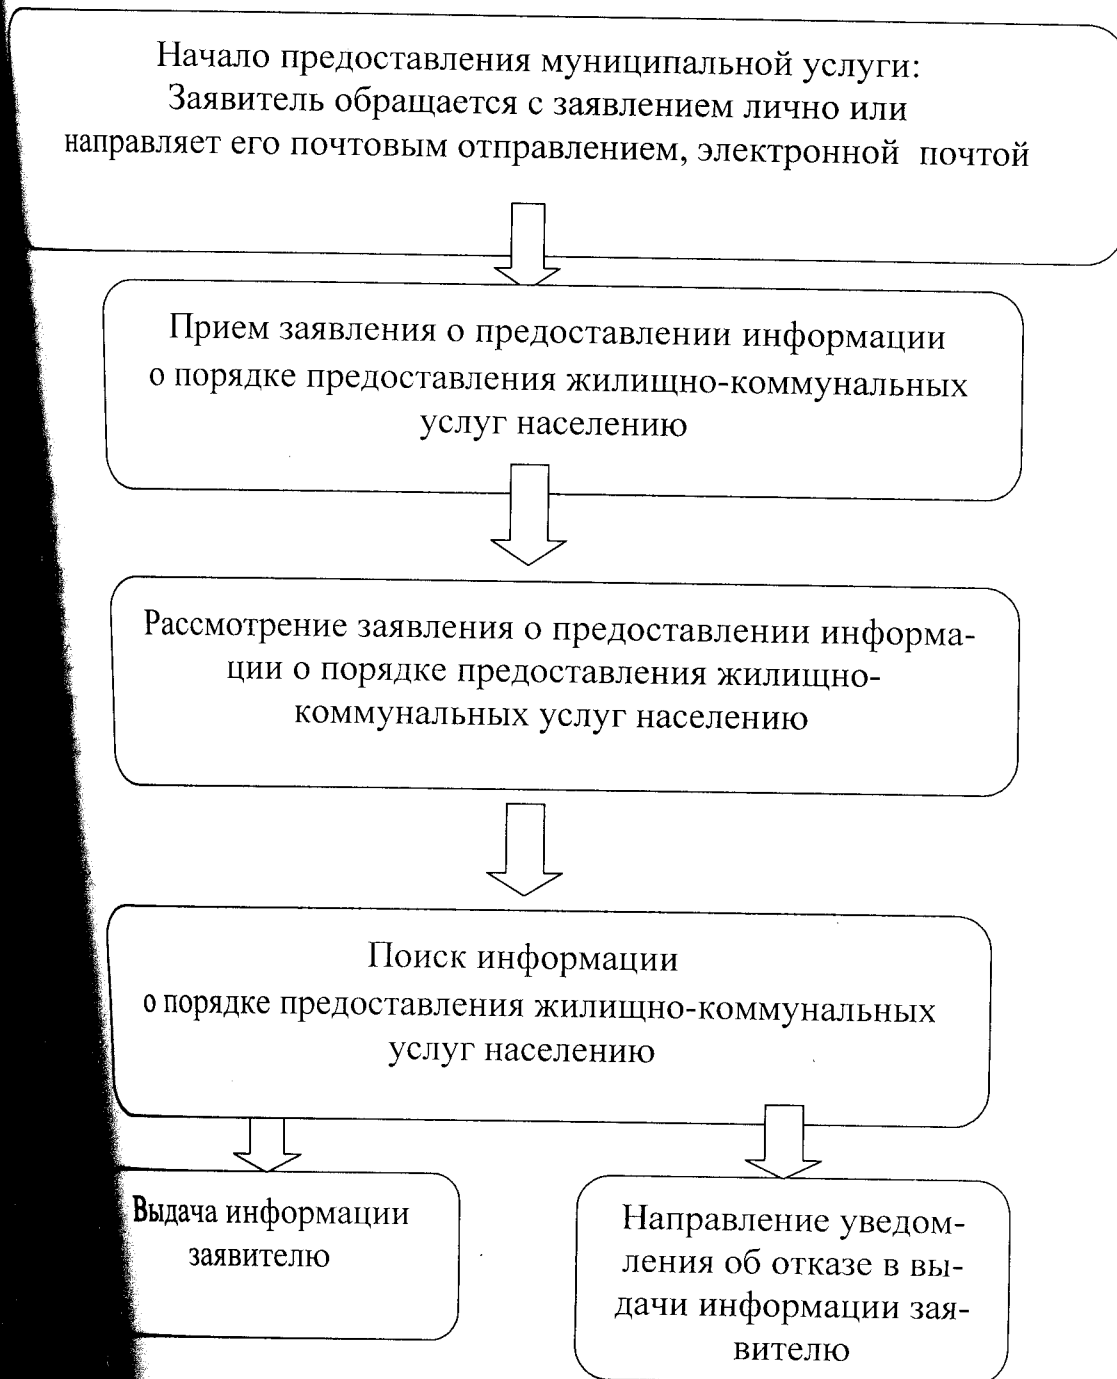 Начало предоставления муниципальной услуги:
Заявитель обращается с заявлением лично или
направляет его почтовым отправлением, электронной почтой
Прием заявления о предоставлении информации
о порядке предоставления жилищно-коммунальных
услуг населению
Рассмотрение заявления о предоставлении информа-
ции о порядке предоставления жилищно-
коммунальных услуг населению
Поиск информации
о порядке предоставления жилищно-коммунальных
услуг населению
Выдача информации
заявителю
Направление уведом-
ления об отказе в вы-
дачи информации зая-
вителю